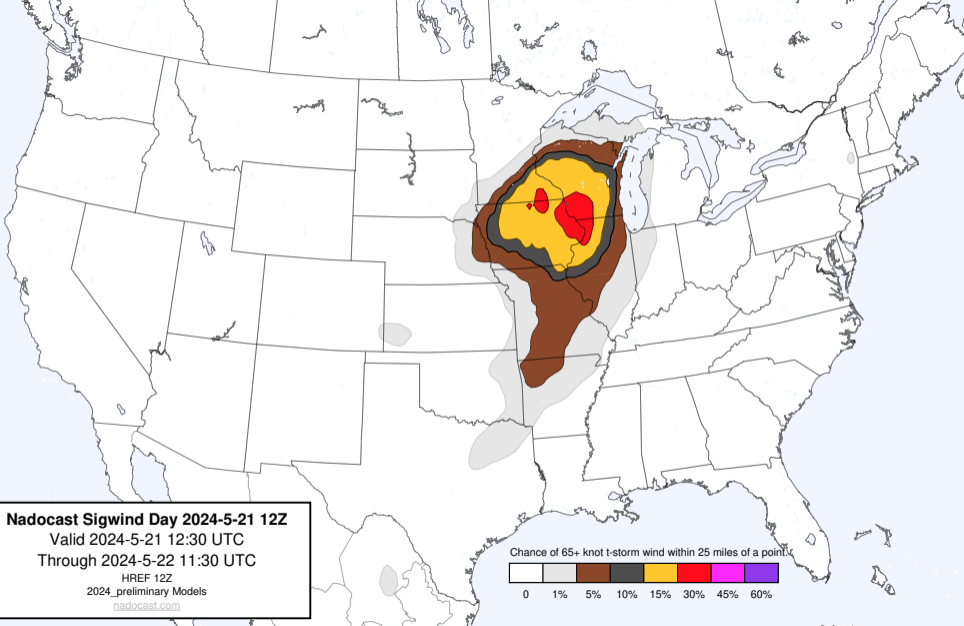 Nadocast Sigwind Day 2024-5-21 12Z
Valid 2024-5-21 12:30 UTC
Through 2024-5-22 11:30 UTC
HREF 12Z
2024_preliminary Models
nadocast.com
Chance of 65+ knot t-storm wind within 25 miles of a point.
0 1% 5% 10% 15% 30% 45% 60%